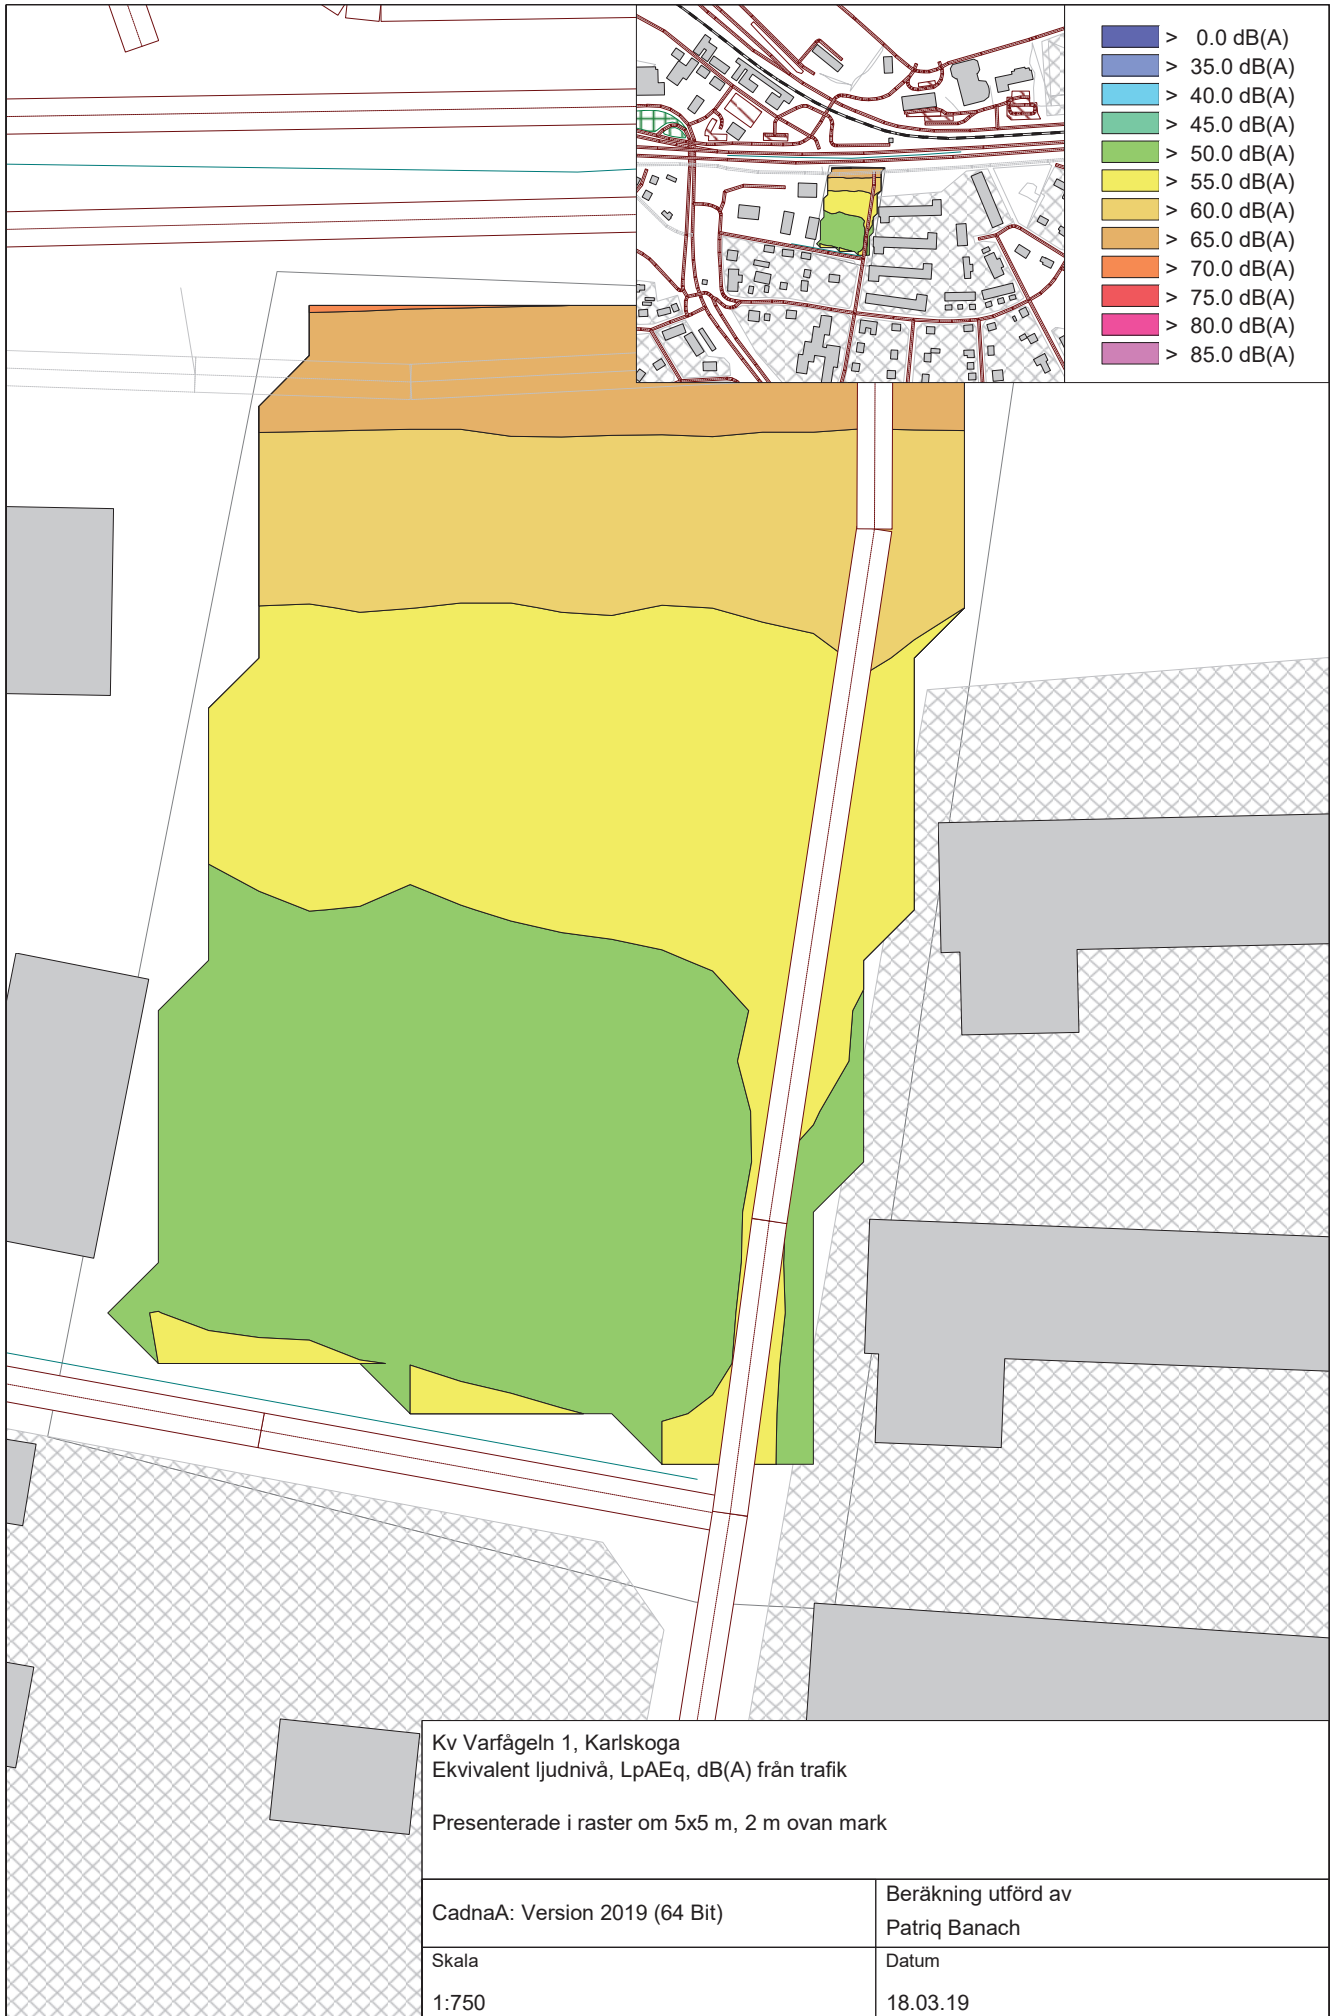 > 0.0 dB(A)
> 35.0 dB(A)
> 40.0 dB(A)
> 45.0 dB(A)
> 50.0 dB(A)
> 55.0 dB(A)
> 60.0 dB(A)
> 65.0 dB(A)
> 70.0 dB(A)
> 75.0 dB(A)
> 80.0 dB(A)
> 85.0 dB(A)
Kv Varfågeln 1, Karlskoga
Ekvivalent ljudnivå, LpAEq, dB(A) från trafik
Presenterade i raster om 5x5 m, 2 m ovan mark
CadnaA: Version 2019 (64 Bit)
Beräkning utförd av
Patriq Banach
Skala
1:750
Datum
18.03.19